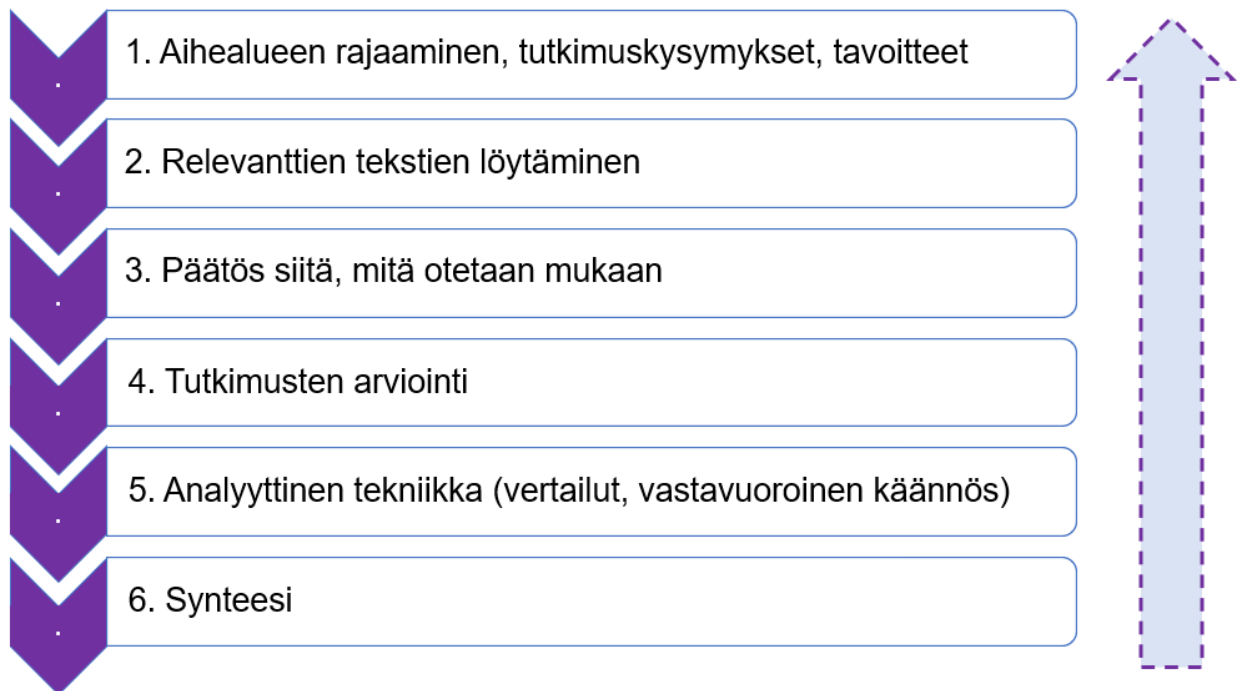 1. Aihealueen rajaaminen, tutkimuskysymykset, tavoitteet
2. Relevanttien tekstien löytäminen
3. Päätös siitä, mitä otetaan mukaan
4. Tutkimusten arviointi
5. Analyyttinen tekniikka (vertailut, vastavuoroinen käännös)
6. Synteesi